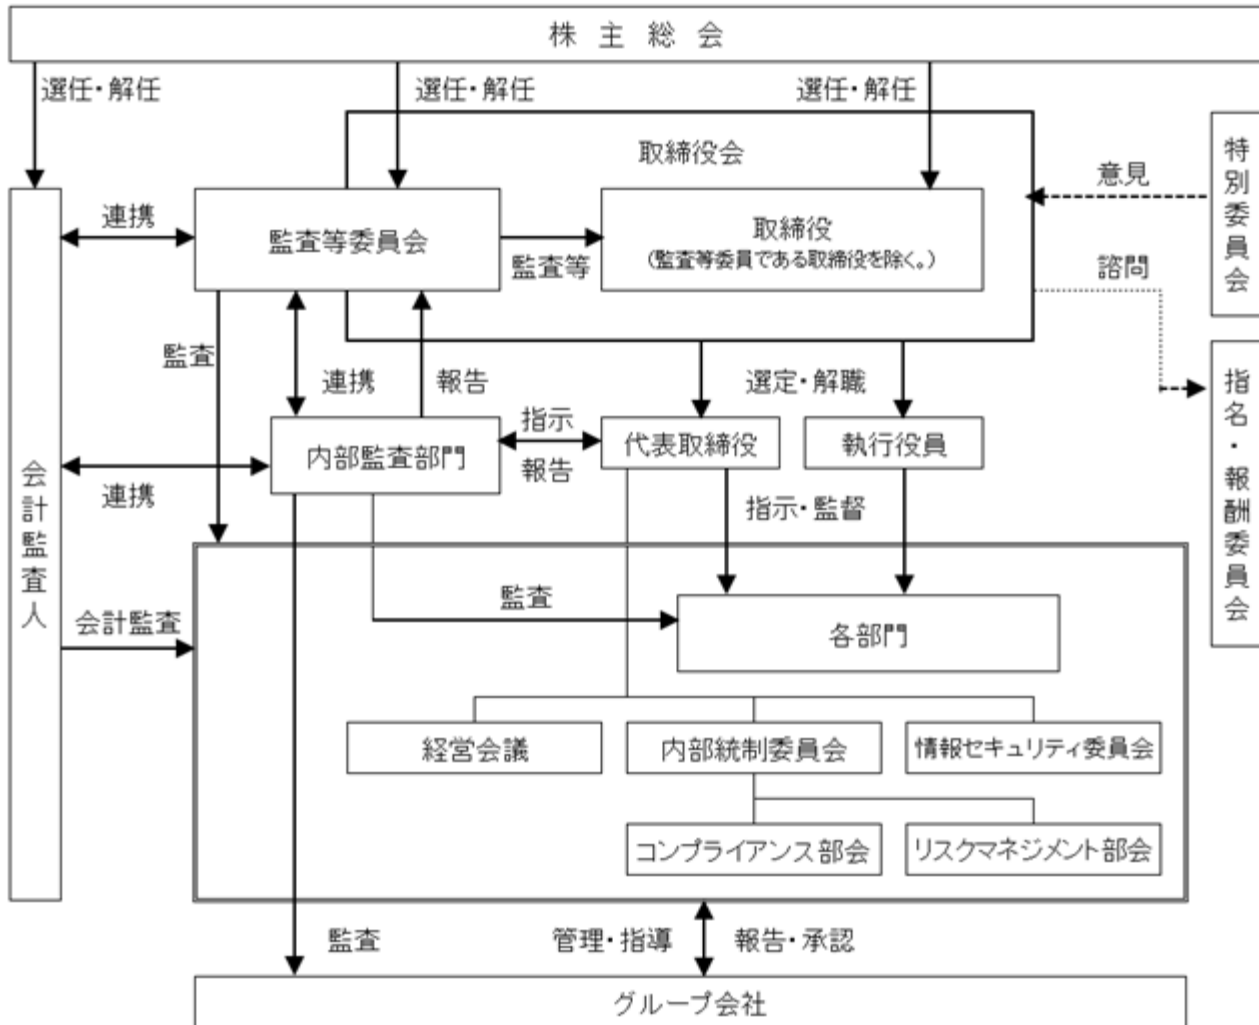 株主総会
選任・解任
選任・解任
選任・解任
取締役会
特別委員会
意見
連携
監査等委員会
監査等
取締役
(監査等委員である取締役を除く。)
諮問
監査
連携
報告
選定・解職
指名・報酬委員会
指示
報告
代表取締役
執行役員
内部監査部門
連携
会計監査人
指示・監督
監査
会計監査
各部門
経営会議
内部統制委員会
情報セキュリティ委員会
コンプライアンス部会
リスクマネジメント部会
監査
管理・指導
報告・承認
グループ会社